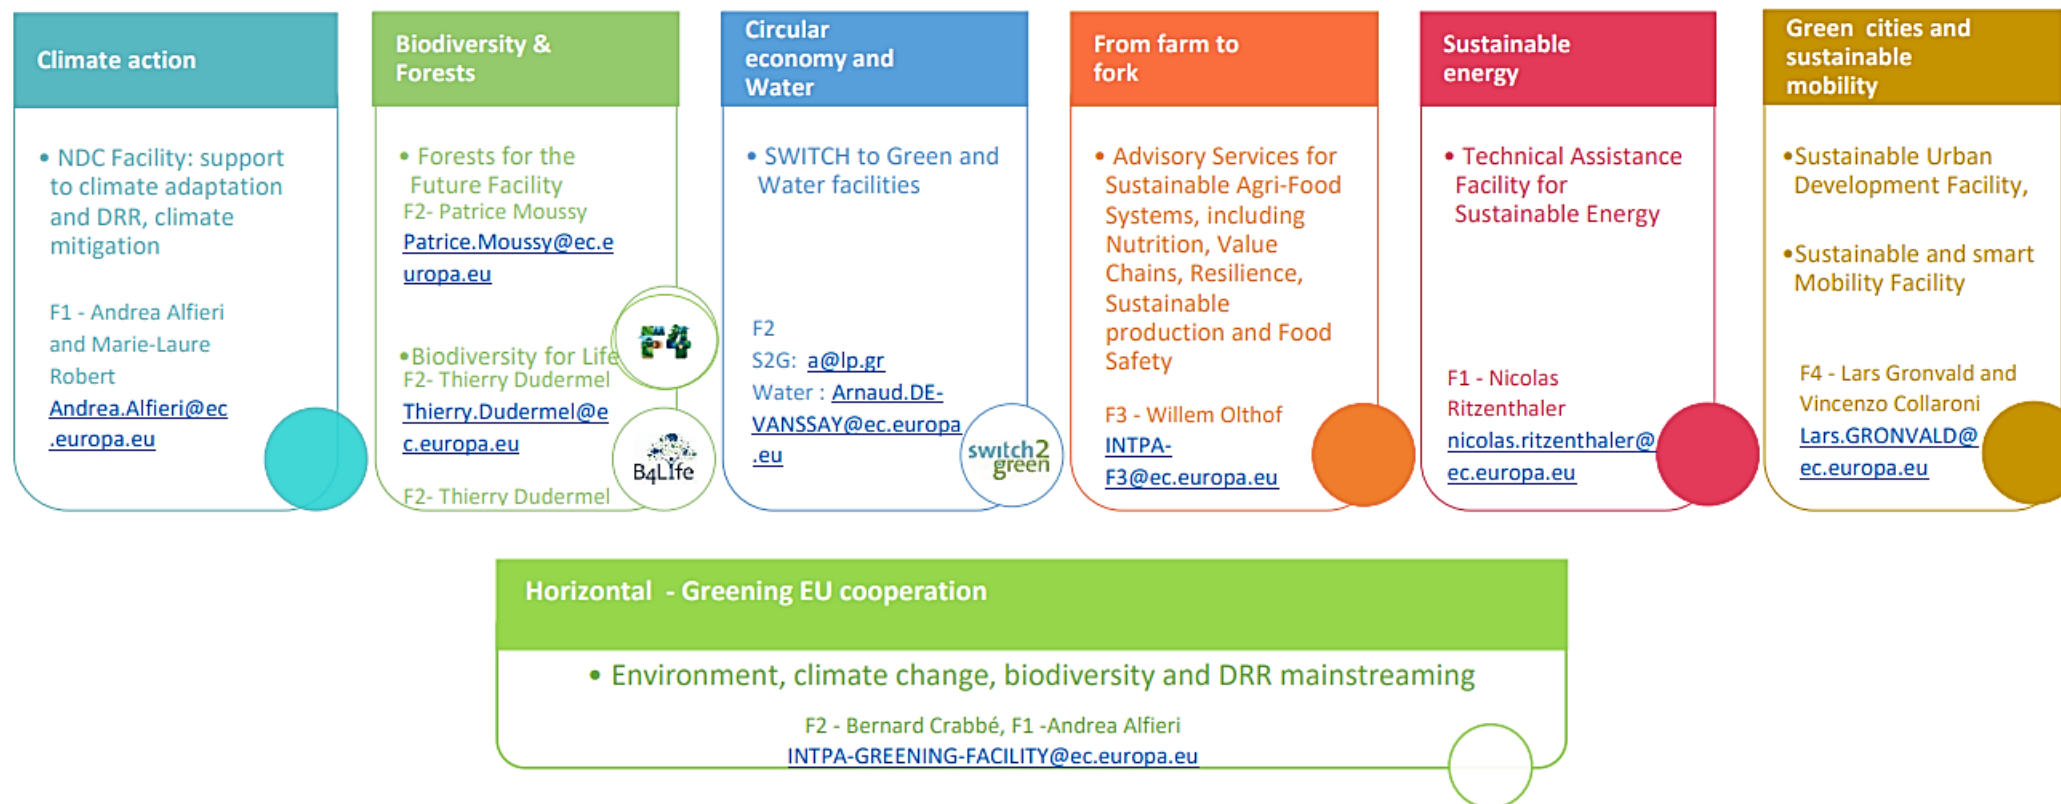 Climate action
• NDC Facility: support
to climate adaptation
and DRR, climate
mitigation
F1 - Andrea Alfieri
and Marie-Laure
Robert
Andrea.Alfieri@ec
.europa.eu
Biodiversity &
Forests
• Forests for the
Future Facility
F2- Patrice Moussy
Patrice.Moussy@ec.e
uropa.eu
F4
•Biodiversity for Life
F2- Thierry Dudermel
Thierry.Dudermel@e
c.europa.eu
B4Life
F2- Thierry Dudermel
Circular
economy and
Water
• SWITCH to Green and
Water facilities
F2
S2G: a@lp.gr
Water : Arnaud.DE-
VANSSAY@ec.europa
.eu
switch2
green
From farm to
fork
• Advisory Services for
Sustainable Agri-Food
Systems, including
Nutrition, Value
Chains, Resilience,
Sustainable
production and Food
Safety
F3 - Willem Olthof
INTPA-
F3@ec.europa.eu
Sustainable
energy
• Technical Assistance
Facility for
Sustainable Energy
F1 - Nicolas
Ritzenthaler
nicolas.ritzenthaler@
ec.europa.eu
Green cities and
sustainable
mobility
•Sustainable Urban
Development Facility,
•Sustainable and smart
Mobility Facility
F4 - Lars Gronvald and
Vincenzo Collaroni
Lars.GRONVALD@
ec.europa.eu
Horizontal - Greening EU cooperation
• Environment, climate change, biodiversity and DRR mainstreaming
F2 - Bernard Crabbé, F1 -Andrea Alfieri
INTPA-GREENING-FACILITY@ec.europa.eu